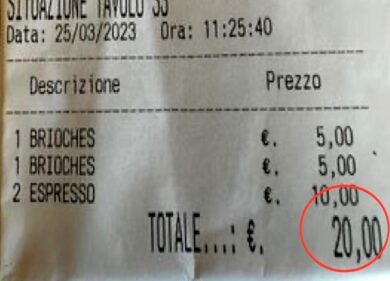 SITUAZIONE TAVOLO 55
Data: 25/03/2023 Ora: 11:25:40
Descrizione Prezzo
1 BRIOCHES €. 5,00
1 BRIOCHES €. 5,00
2 ESPRESSO €. 10,00
TOTALE...: €. 20,00